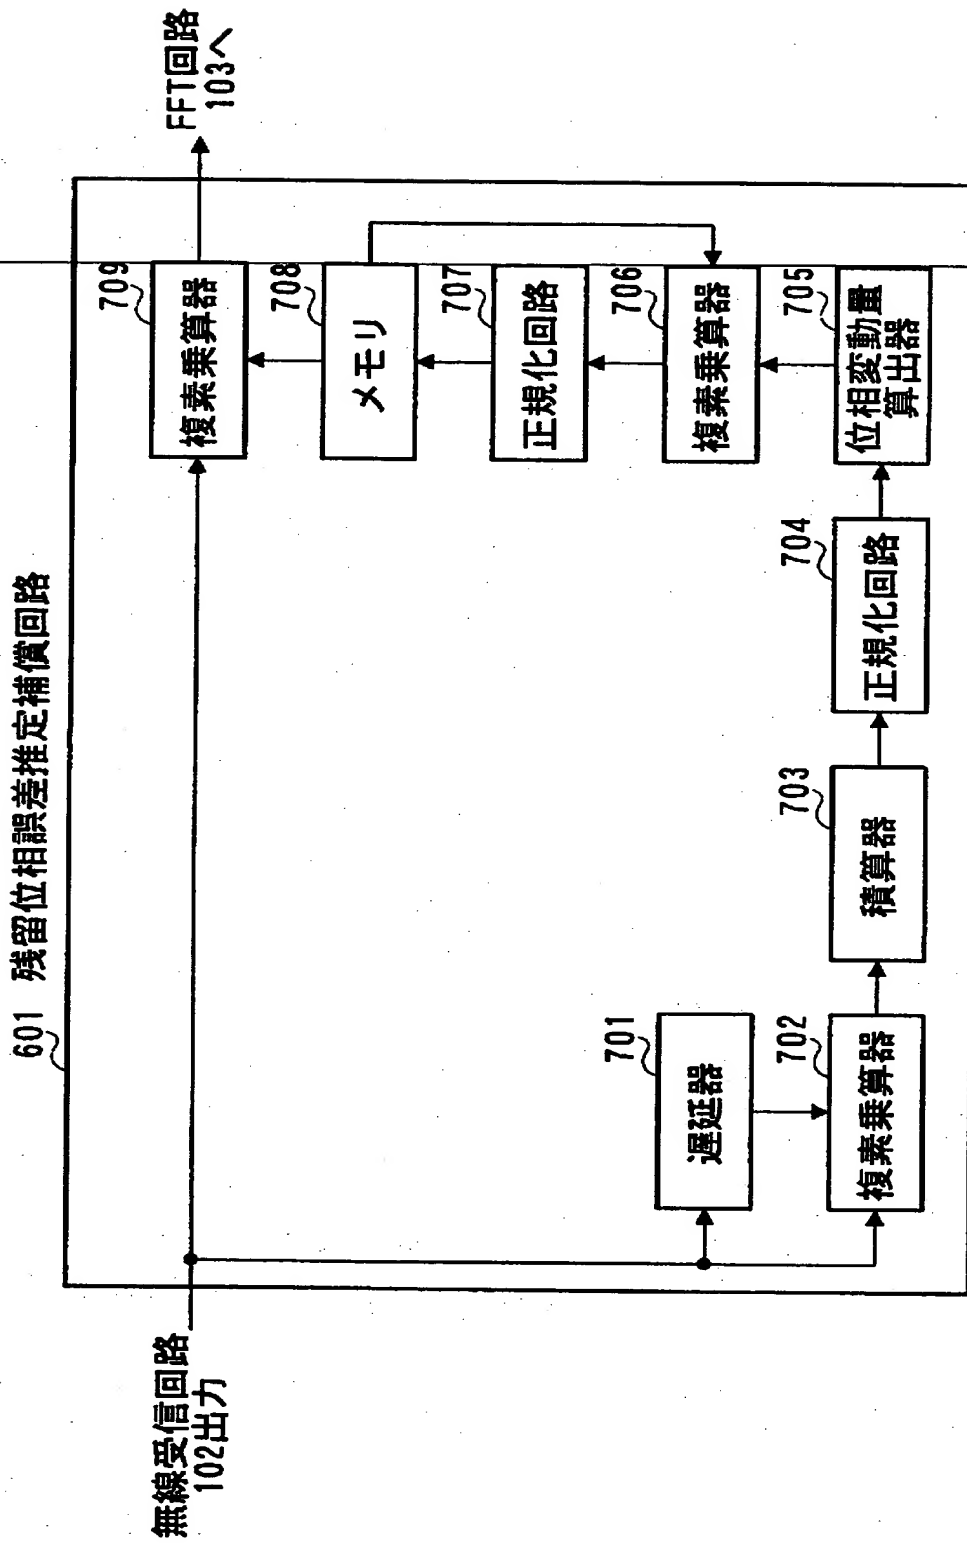 601 残留位相誤差推定補償回路
無線受信回路
102出力
FFT回路
103へ
709
複素乗算器
708
メモリ
707
正規化回路
706
複素乗算器
705
位相変動量
算出器
704
正規化回路
703
積算器
701
遅延器
702
複素乗算器